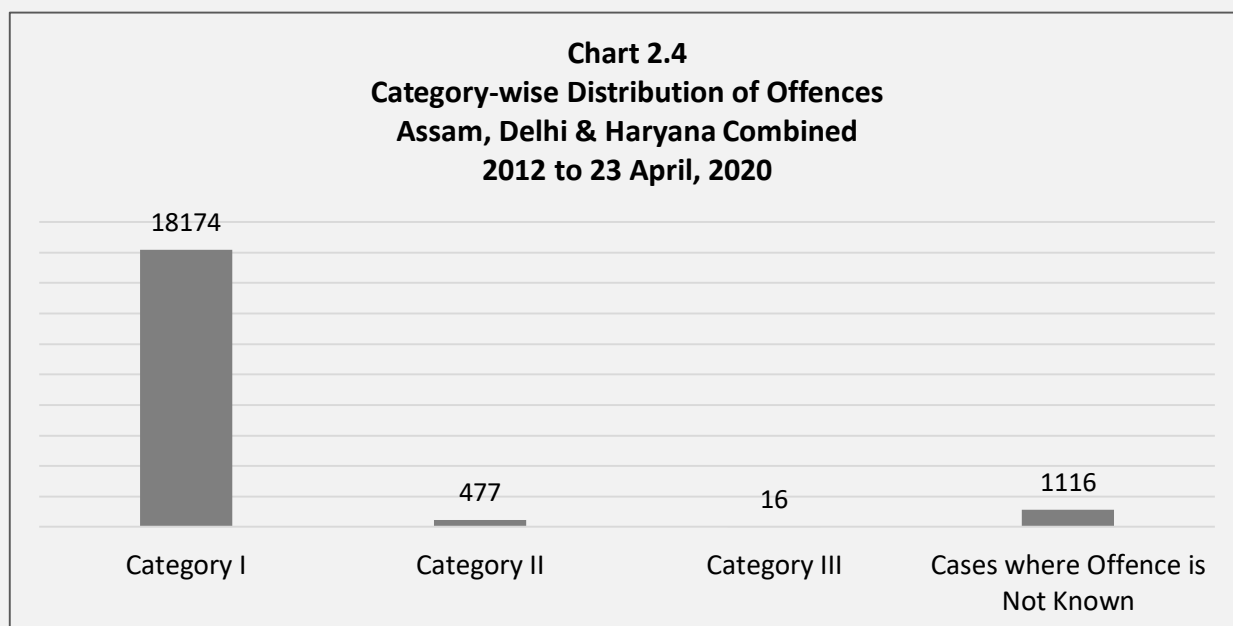 Chart 2.4
Category-wise Distribution of Offences
Assam, Delhi & Haryana Combined
2012 to 23 April, 2020
18174
477
16
1116
Category I
Category II
Category III
Cases where Offence is
Not Known